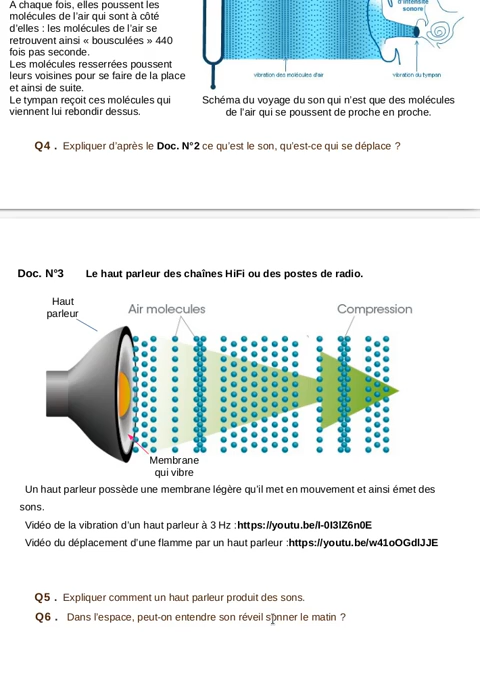 A chaque fois, elles poussent les
molécules de l'air qui sont à côté
d'elles : les molécules de l'air se
retrouvent ainsi « bousculées » 440
fois pas seconde.
Les molécules resserrées poussent
leurs voisines pour se faire de la place
et ainsi de suite.
Le tympan reçoit ces molécules qui
viennent lui rebondir dessus.
d'intensité
sonore
vibration des molécules d'air
vibration du tympan
Schéma du voyage du son qui n'est que des molécules
de l'air qui se poussent de proche en proche.
Q4 . Expliquer d'après le Doc. N°2 ce qu'est le son, qu'est-ce qui se déplace ?
Doc. N°3 Le haut parleur des chaînes HiFi ou des postes de radio.
Haut
parleur
Air molecules
Compression
Membrane
qui vibre
Un haut parleur possède une membrane légère qu'il met en mouvement et ainsi émet des
sons.
Vidéo de la vibration d'un haut parleur à 3 Hz :https://youtu.be/I-0I3IZ6n0E
Vidéo du déplacement d'une flamme par un haut parleur :https://youtu.be/w41oOGdlJJE
Q5 . Expliquer comment un haut parleur produit des sons.
Q6 . Dans l'espace, peut-on entendre son réveil sonner le matin ?